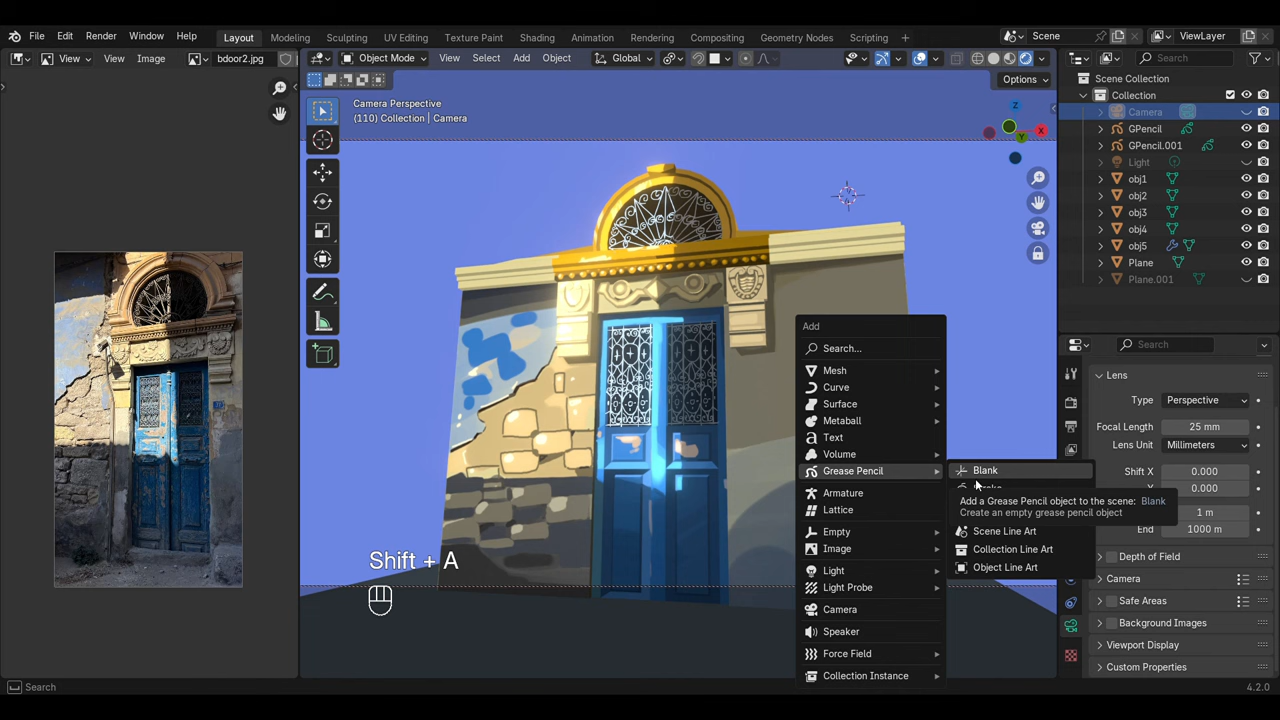 File Edit Render Window Help
Layout Modeling Sculpting UV Editing Texture Paint Shading Animation Rendering Compositing Geometry Nodes Scripting +
Scene
ViewLayer
View View Image bdoor2.jpg
Object Mode View Select Add Object Global
Options
Search
Camera Perspective
(110) Collection | Camera
Z
X
Y
Scene Collection
Collection
Camera
GPencil
GPencil.001
Light
obj1
obj2
obj3
obj4
obj5
Plane
Plane.001
Search
Lens
Type Perspective
Focal Length 25 mm
Lens Unit Millimeters
Shift X 0.000
Y 0.000
1 m
End 1000 m
Depth of Field
Camera
Safe Areas
Background Images
Viewport Display
Custom Properties
Add
Search...
Mesh
Curve
Surface
Metaball
Text
Volume
Grease Pencil
Armature
Lattice
Empty
Image
Light
Light Probe
Camera
Speaker
Force Field
Collection Instance
Blank
Add a Grease Pencil object to the scene: Blank
Create an empty grease pencil object
Scene Line Art
Collection Line Art
Object Line Art
Shift + A
Search
4.2.0